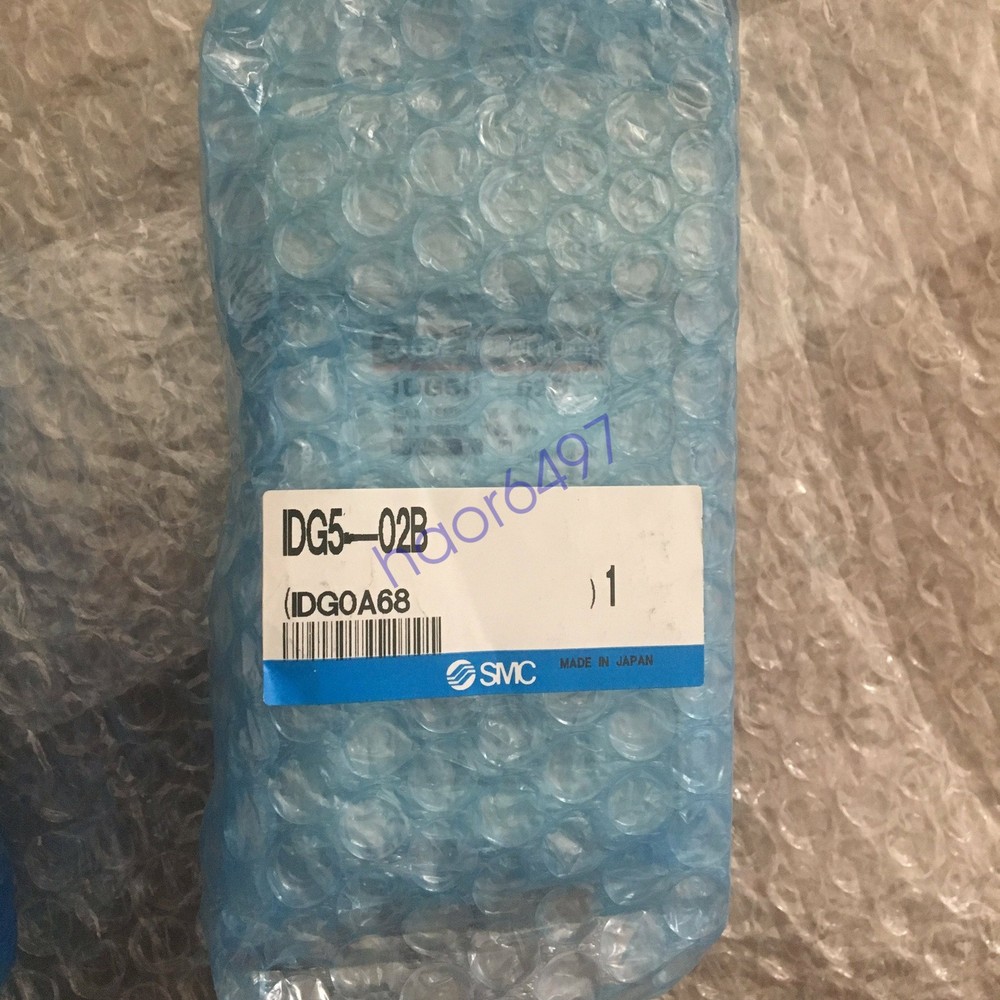 IDG5-02B
(IDG0A68 ) 1
SMC MADE IN JAPAN
haor6497